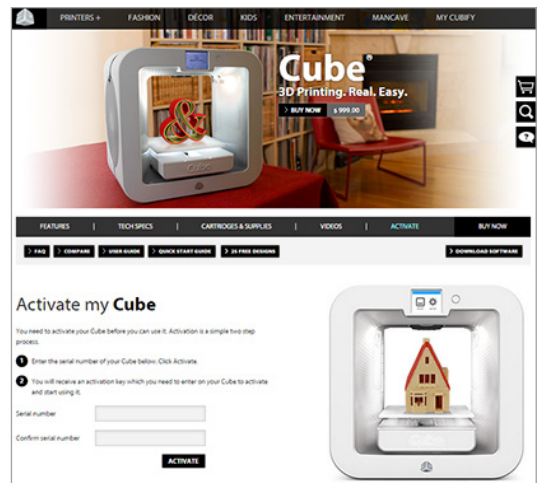 PRINTERS +
FASHION
DÉCOR
KIDS
ENTERTAINMENT
MANCAVE
MY CUBIFY
Cube®
3D Printing. Real. Easy.
> BUY NOW
$ 999.00
FEATURES | TECH SPECS | CARTRIDGES & SUPPLIES | VIDEOS | ACTIVATE
BUY NOW
> FAQ
> COMPARE
> USER GUIDE
> QUICK START GUIDE
> 25 FREE DESIGNS
> DOWNLOAD SOFTWARE
Activate my Cube
You need to activate your Cube before you can use it. Activation is a simple two step
process.
1 Enter the serial number of your Cube below. Click Activate.
2 You will receive an activation key which you need to enter on your Cube to activate
and start using it.
Serial number
Confirm serial number
ACTIVATE
Cube